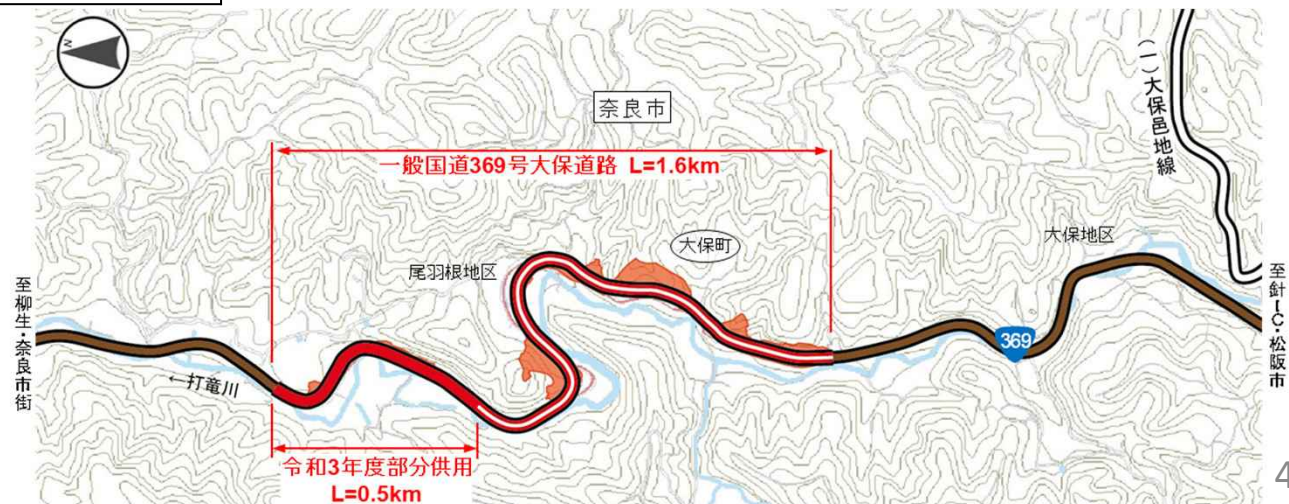 N
奈良市
(一)大保邑地線
一般国道369号大保道路 L=1.6km
大保町
大保地区
尾羽根地区
至柳生・奈良市街
至針IC・松阪市
369
←打竜川
令和3年度部分供用
L=0.5km
4